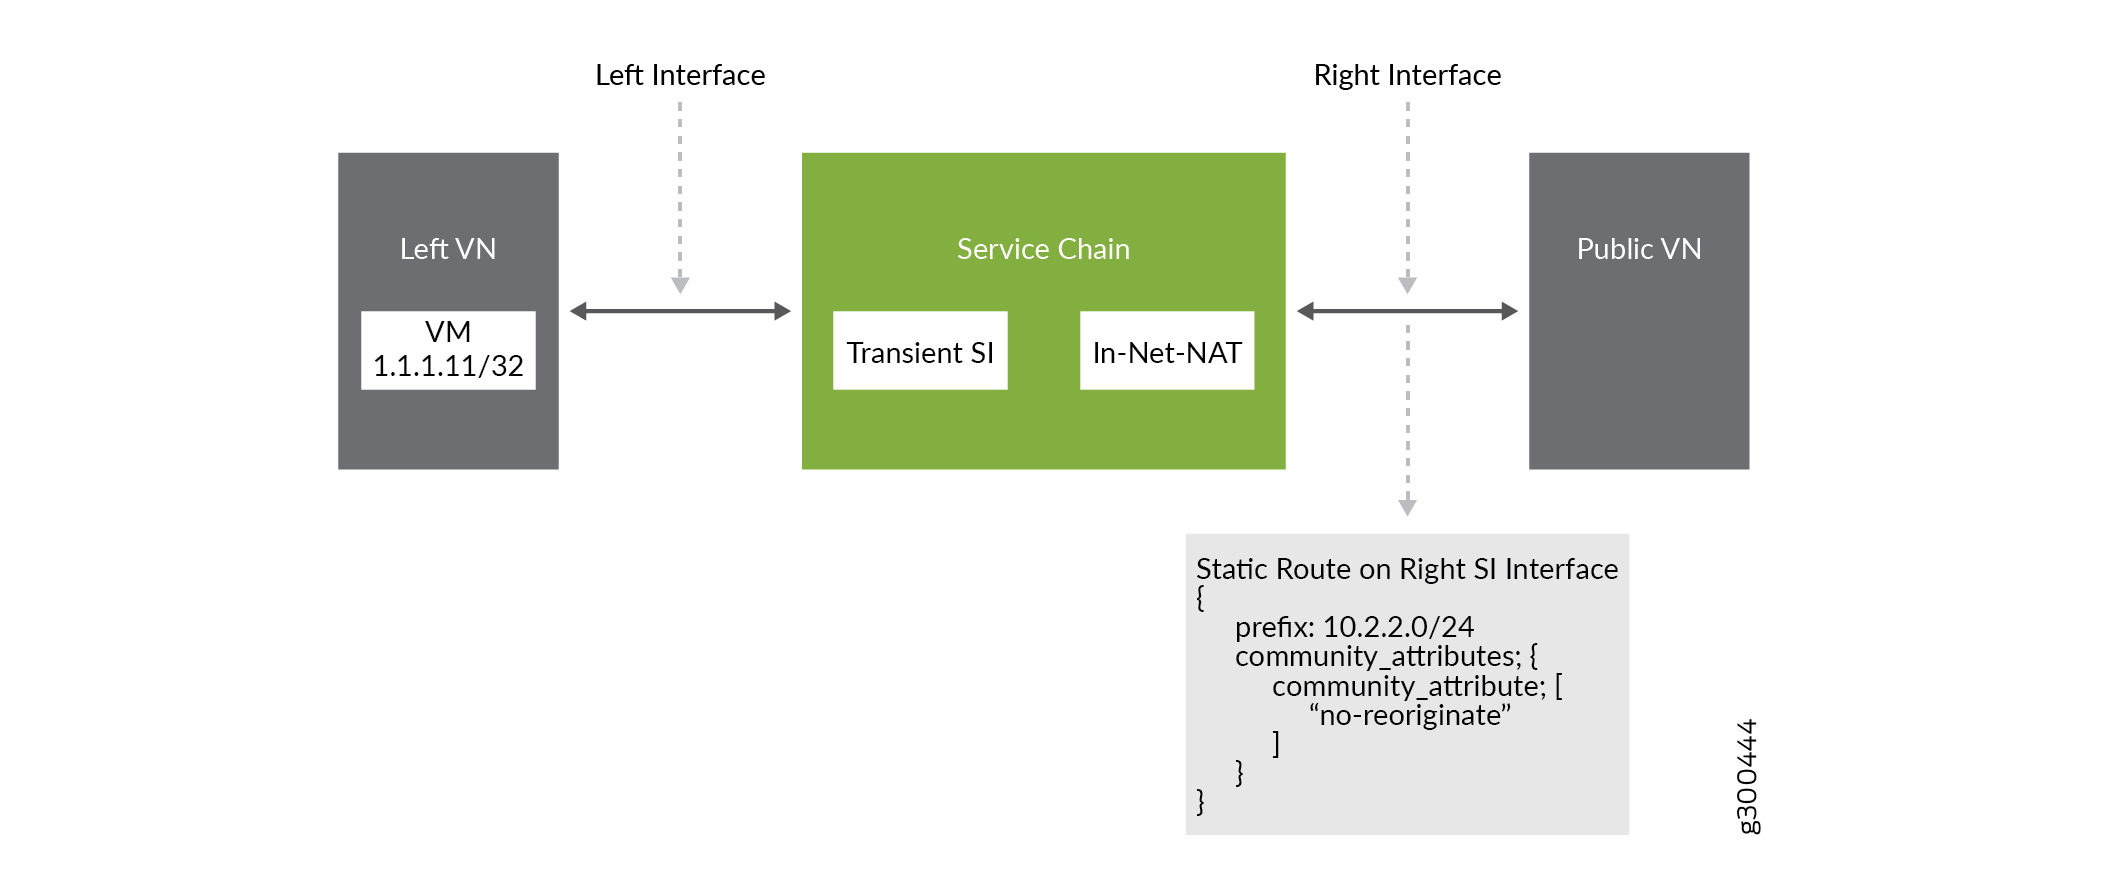 Left Interface
Right Interface
Left VN
Service Chain
Public VN
VM
1.1.1.11/32
Transient SI
In-Net-NAT
Static Route on Right SI Interface
{
prefix: 10.2.2.0/24
community_attributes; {
community_attribute; [
“no-reoriginate”
]
}
}
g300444